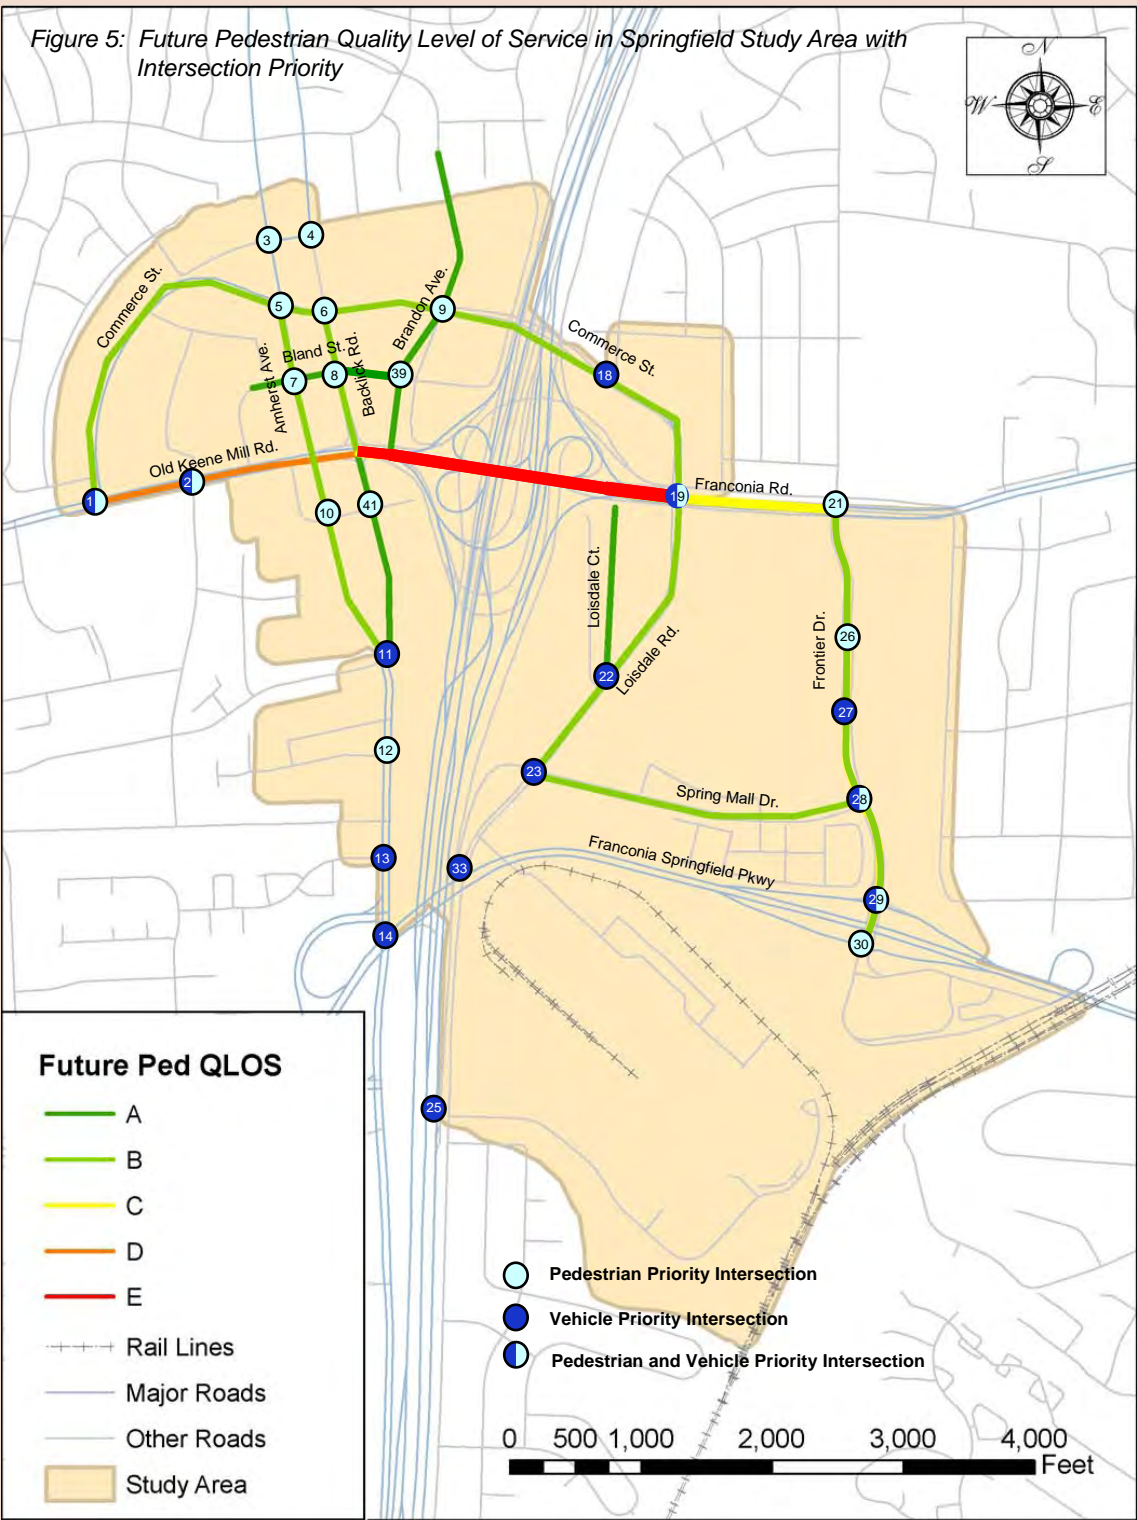 Figure 5:  Future Pedestrian Quality Level of Service in Springfield Study Area with
Intersection Priority
N
W
E
S
3
4
Commerce St.
5
6
9
Brandon Ave.
Commerce St.
Bland St.
Backlick Rd.
Amherst Ave.
7
8
39
18
Old Keene Mill Rd.
1
2
10
41
19
Franconia Rd.
21
Loisdale Ct.
Loisdale Rd.
Frontier Dr.
26
11
22
27
12
23
Spring Mall Dr.
28
13
33
Franconia Springfield Pkwy
29
14
30
25
Future Ped QLOS
A
B
C
D
E
Rail Lines
Major Roads
Other Roads
Study Area
Pedestrian Priority Intersection
Vehicle Priority Intersection
Pedestrian and Vehicle Priority Intersection
0 500 1,000 2,000 3,000 4,000
Feet